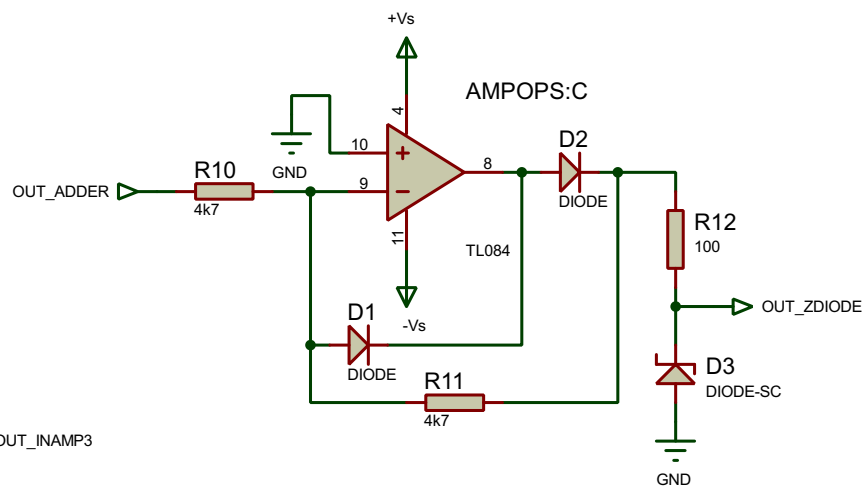 +Vs
AMPOPS:C
4
D2
10
+
8
GND
R10
OUT_ADDER
9
−
DIODE
4k7
R12
11
TL084
100
OUT_ZDIODE
D1
-Vs
D3
DIODE
R11
DIODE-SC
4k7
OUT_INAMP3
GND